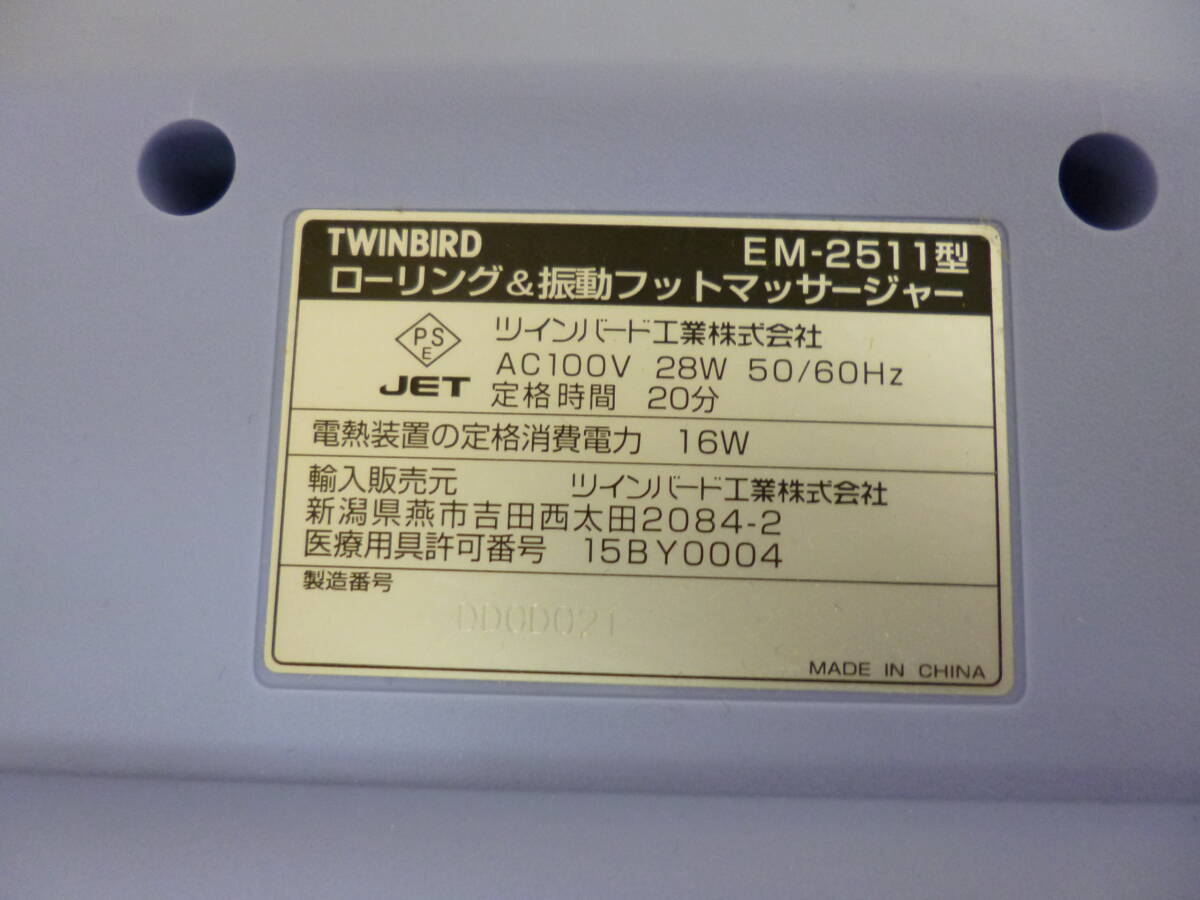 TWINBIRD EM-2511型
ローリング&振動フットマッサージャー
PS
E
JET
ツインバード工業株式会社
AC100V 28W 50/60Hz
定格時間 20分
電熱装置の定格消費電力 16W
輸入販売元 ツインバード工業株式会社
新潟県燕市吉田西太田2084-2
医療用具許可番号 15BY0004
製造番号
DD0D021
MADE IN CHINA